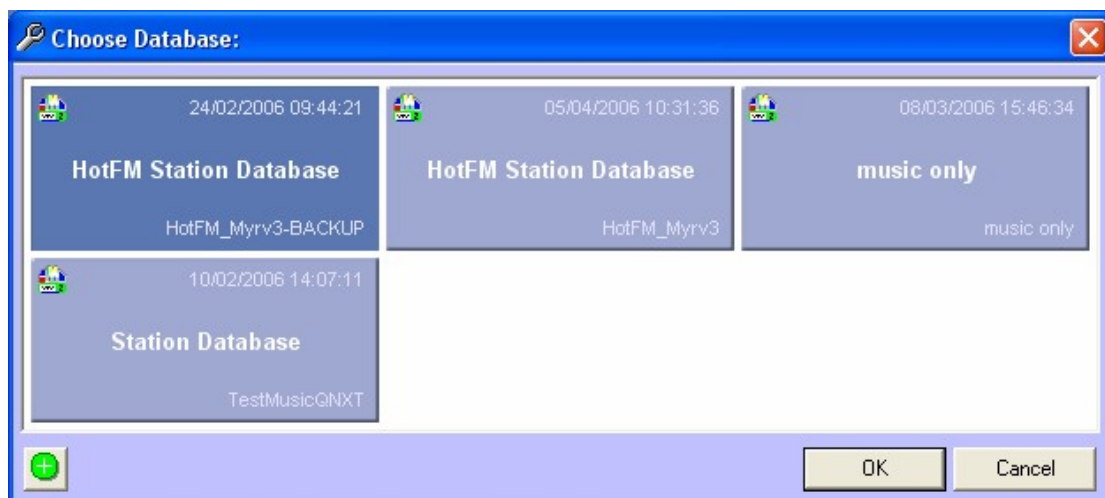 Choose Database:
24/02/2006 09:44:21
HotFM Station Database
HotFM_Myrv3-BACKUP
05/04/2006 10:31:36
HotFM Station Database
HotFM_Myrv3
08/03/2006 15:46:34
music only
music only
10/02/2006 14:07:11
Station Database
TestMusicQNXT
OK
Cancel